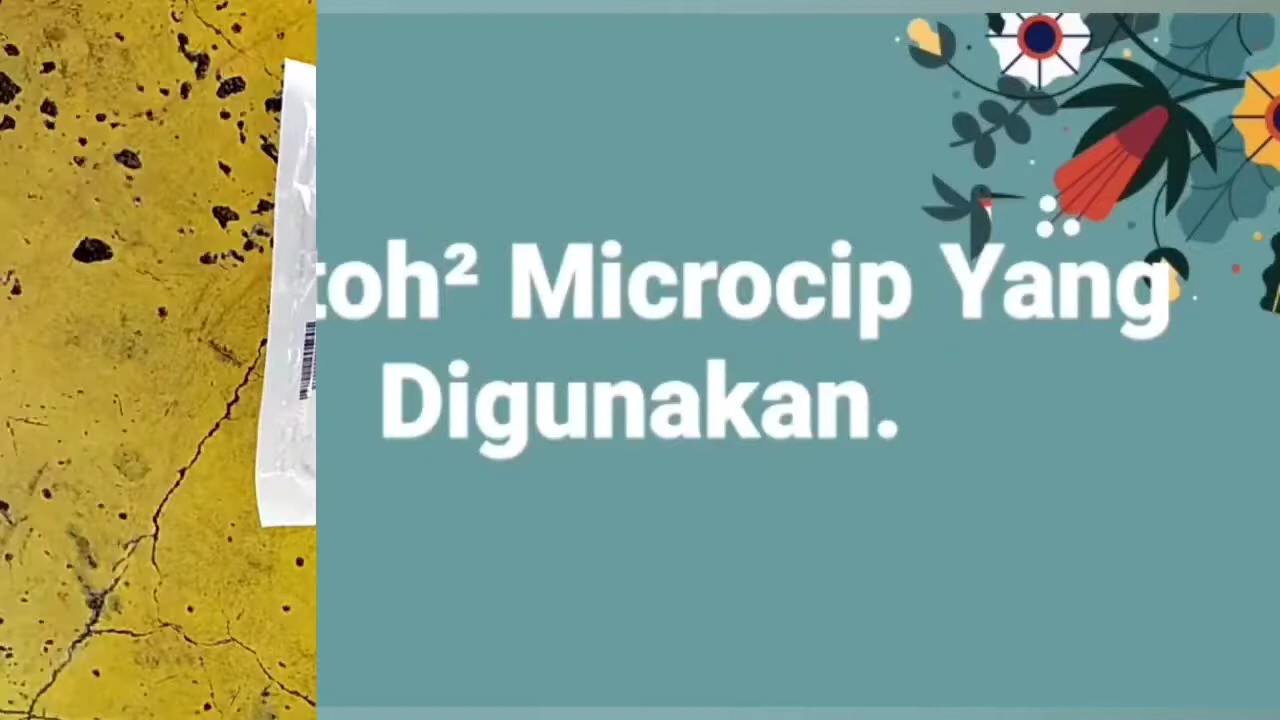 toh² Microcip Yang
Digunakan.